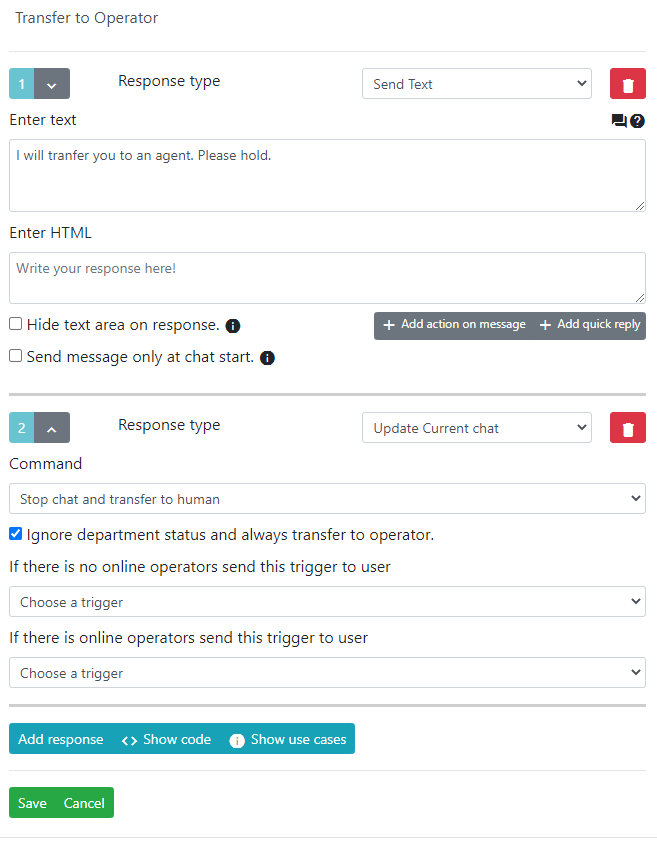 Transfer to Operator
1 Response type Send Text
Enter text
I will tranfer you to an agent. Please hold.
Enter HTML
Write your response here!
Hide text area on response.
Add action on message Add quick reply
Send message only at chat start.
2 Response type Update Current chat
Command
Stop chat and transfer to human
Ignore department status and always transfer to operator.
If there is no online operators send this trigger to user
Choose a trigger
If there is online operators send this trigger to user
Choose a trigger
Add response <> Show code Show use cases
Save Cancel